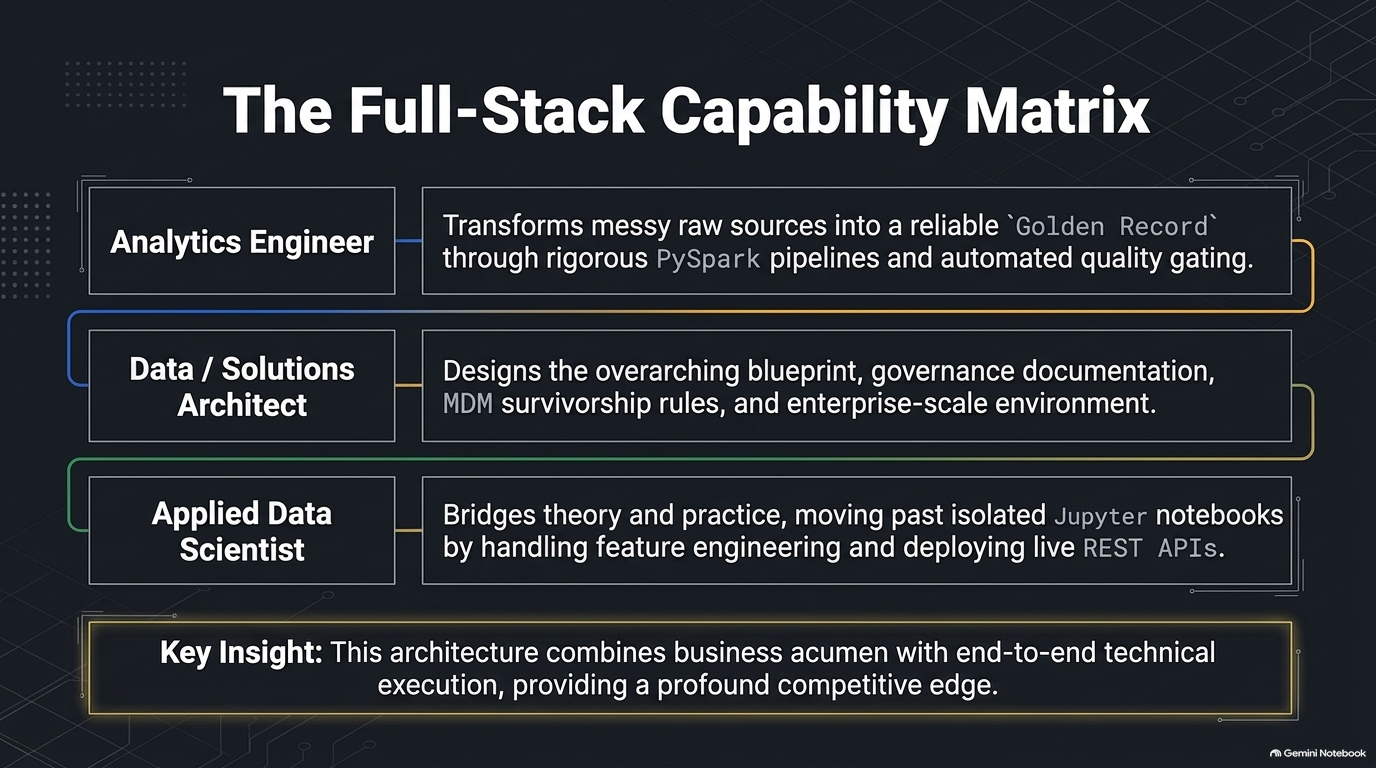 The Full-Stack Capability Matrix
Analytics Engineer
Transforms messy raw sources into a reliable `Golden Record`
through rigorous PySpark pipelines and automated quality gating.
Data / Solutions
Architect
Designs the overarching blueprint, governance documentation,
MDM survivorship rules, and enterprise-scale environment.
Applied Data
Scientist
Bridges theory and practice, moving past isolated Jupyter notebooks
by handling feature engineering and deploying live REST APIs.
Key Insight: This architecture combines business acumen with end-to-end technical
execution, providing a profound competitive edge.
Gemini Notebook